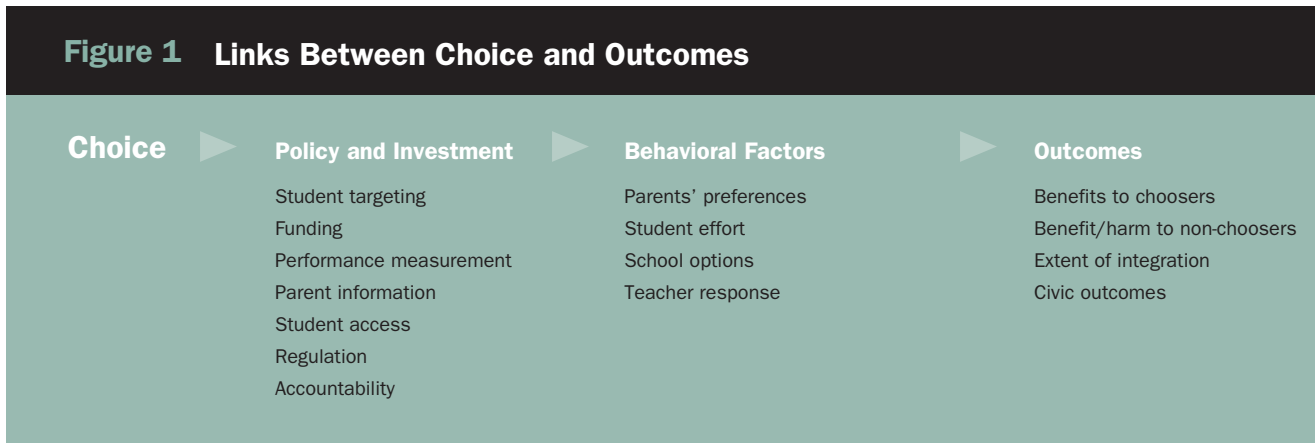 Figure 1 Links Between Choice and Outcomes
Choice
Policy and Investment
Student targeting
Funding
Performance measurement
Parent information
Student access
Regulation
Accountability
Behavioral Factors
Parents’ preferences
Student effort
School options
Teacher response
Outcomes
Benefits to choosers
Benefit/harm to non-choosers
Extent of integration
Civic outcomes